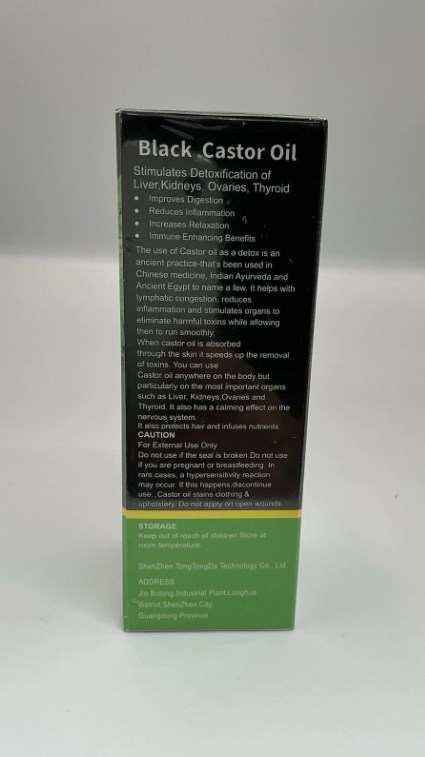 Black Castor Oil
Stimulates Detoxification of
Liver,Kidneys, Ovaries, Thyroid
• Improves Digestion
• Reduces Inflammation
• Increases Relaxation
• Immune Enhancing Benefits
The use of Castor oil as a detox is an
ancient practice-that's been used in
Chinese medicine, Indian Ayurveda and
Ancient Egypt to name a few. It helps with
lymphatic congestion, reduces
inflammation and stimulates organs to
eliminate harmful toxins while allowing
then to run smoothly.
When castor oil is absorbed
through the skin it speeds up the removal
of toxins. You can use
Castor oil anywhere on the body but
particularly on the most important organs
such as Liver, Kidneys,Ovaries and
Thyroid. It also has a calming effect on the
nervous system.
It also protects hair and infuses nutrients.
CAUTION
For External Use Only
Do not use if the seal is broken.Do not use
if you are pregnant or breastfeeding. In
rare cases, a hypersensitivity reaction
may occur. If this happens,discontinue
use...Castor oil stains clothing &
upholstery. Do not apply on open wounds.
STORAGE
Keep out of reach of children.Store at
room temperature.
ShenZhen TongTongDa Technology Co., Ltd
ADDRESS
Jin Bolong Industrial Plant,Longhua
district,ShenZhen City,
Guangdong Province